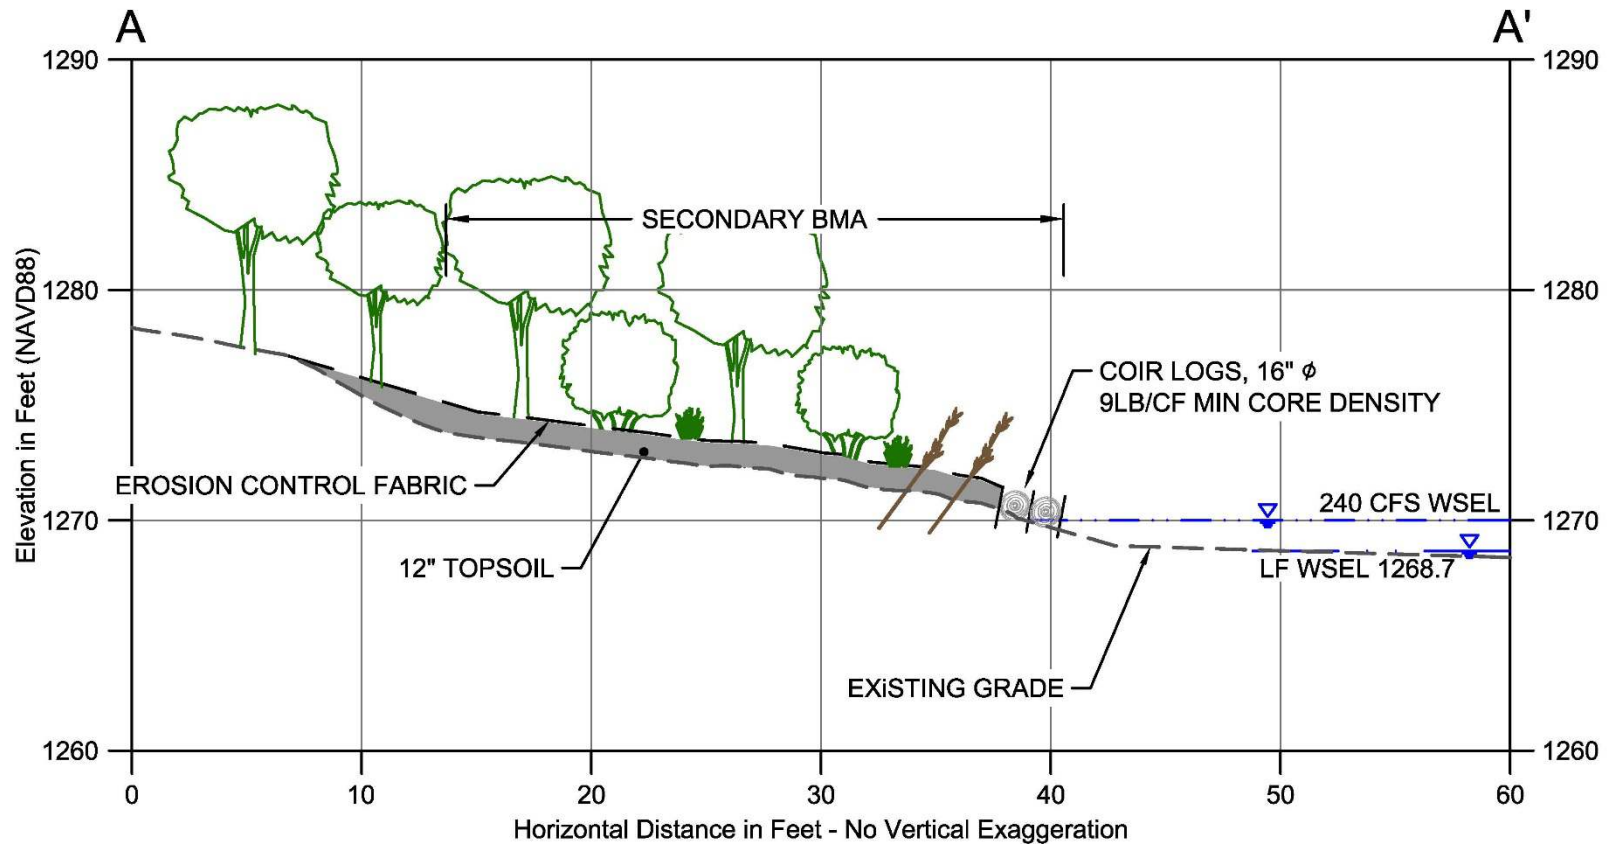 A
A'
1290
1290
SECONDARY BMA
1280
1280
COIR LOGS, 16" ϕ
9LB/CF MIN CORE DENSITY
EROSION CONTROL FABRIC
240 CFS WSEL
1270
1270
12" TOPSOIL
LF WSEL 1268.7
EXiSTING GRADE
1260
1260
0
10
20
30
40
50
60
Elevation in Feet (NAVD88)
Horizontal Distance in Feet - No Vertical Exaggeration